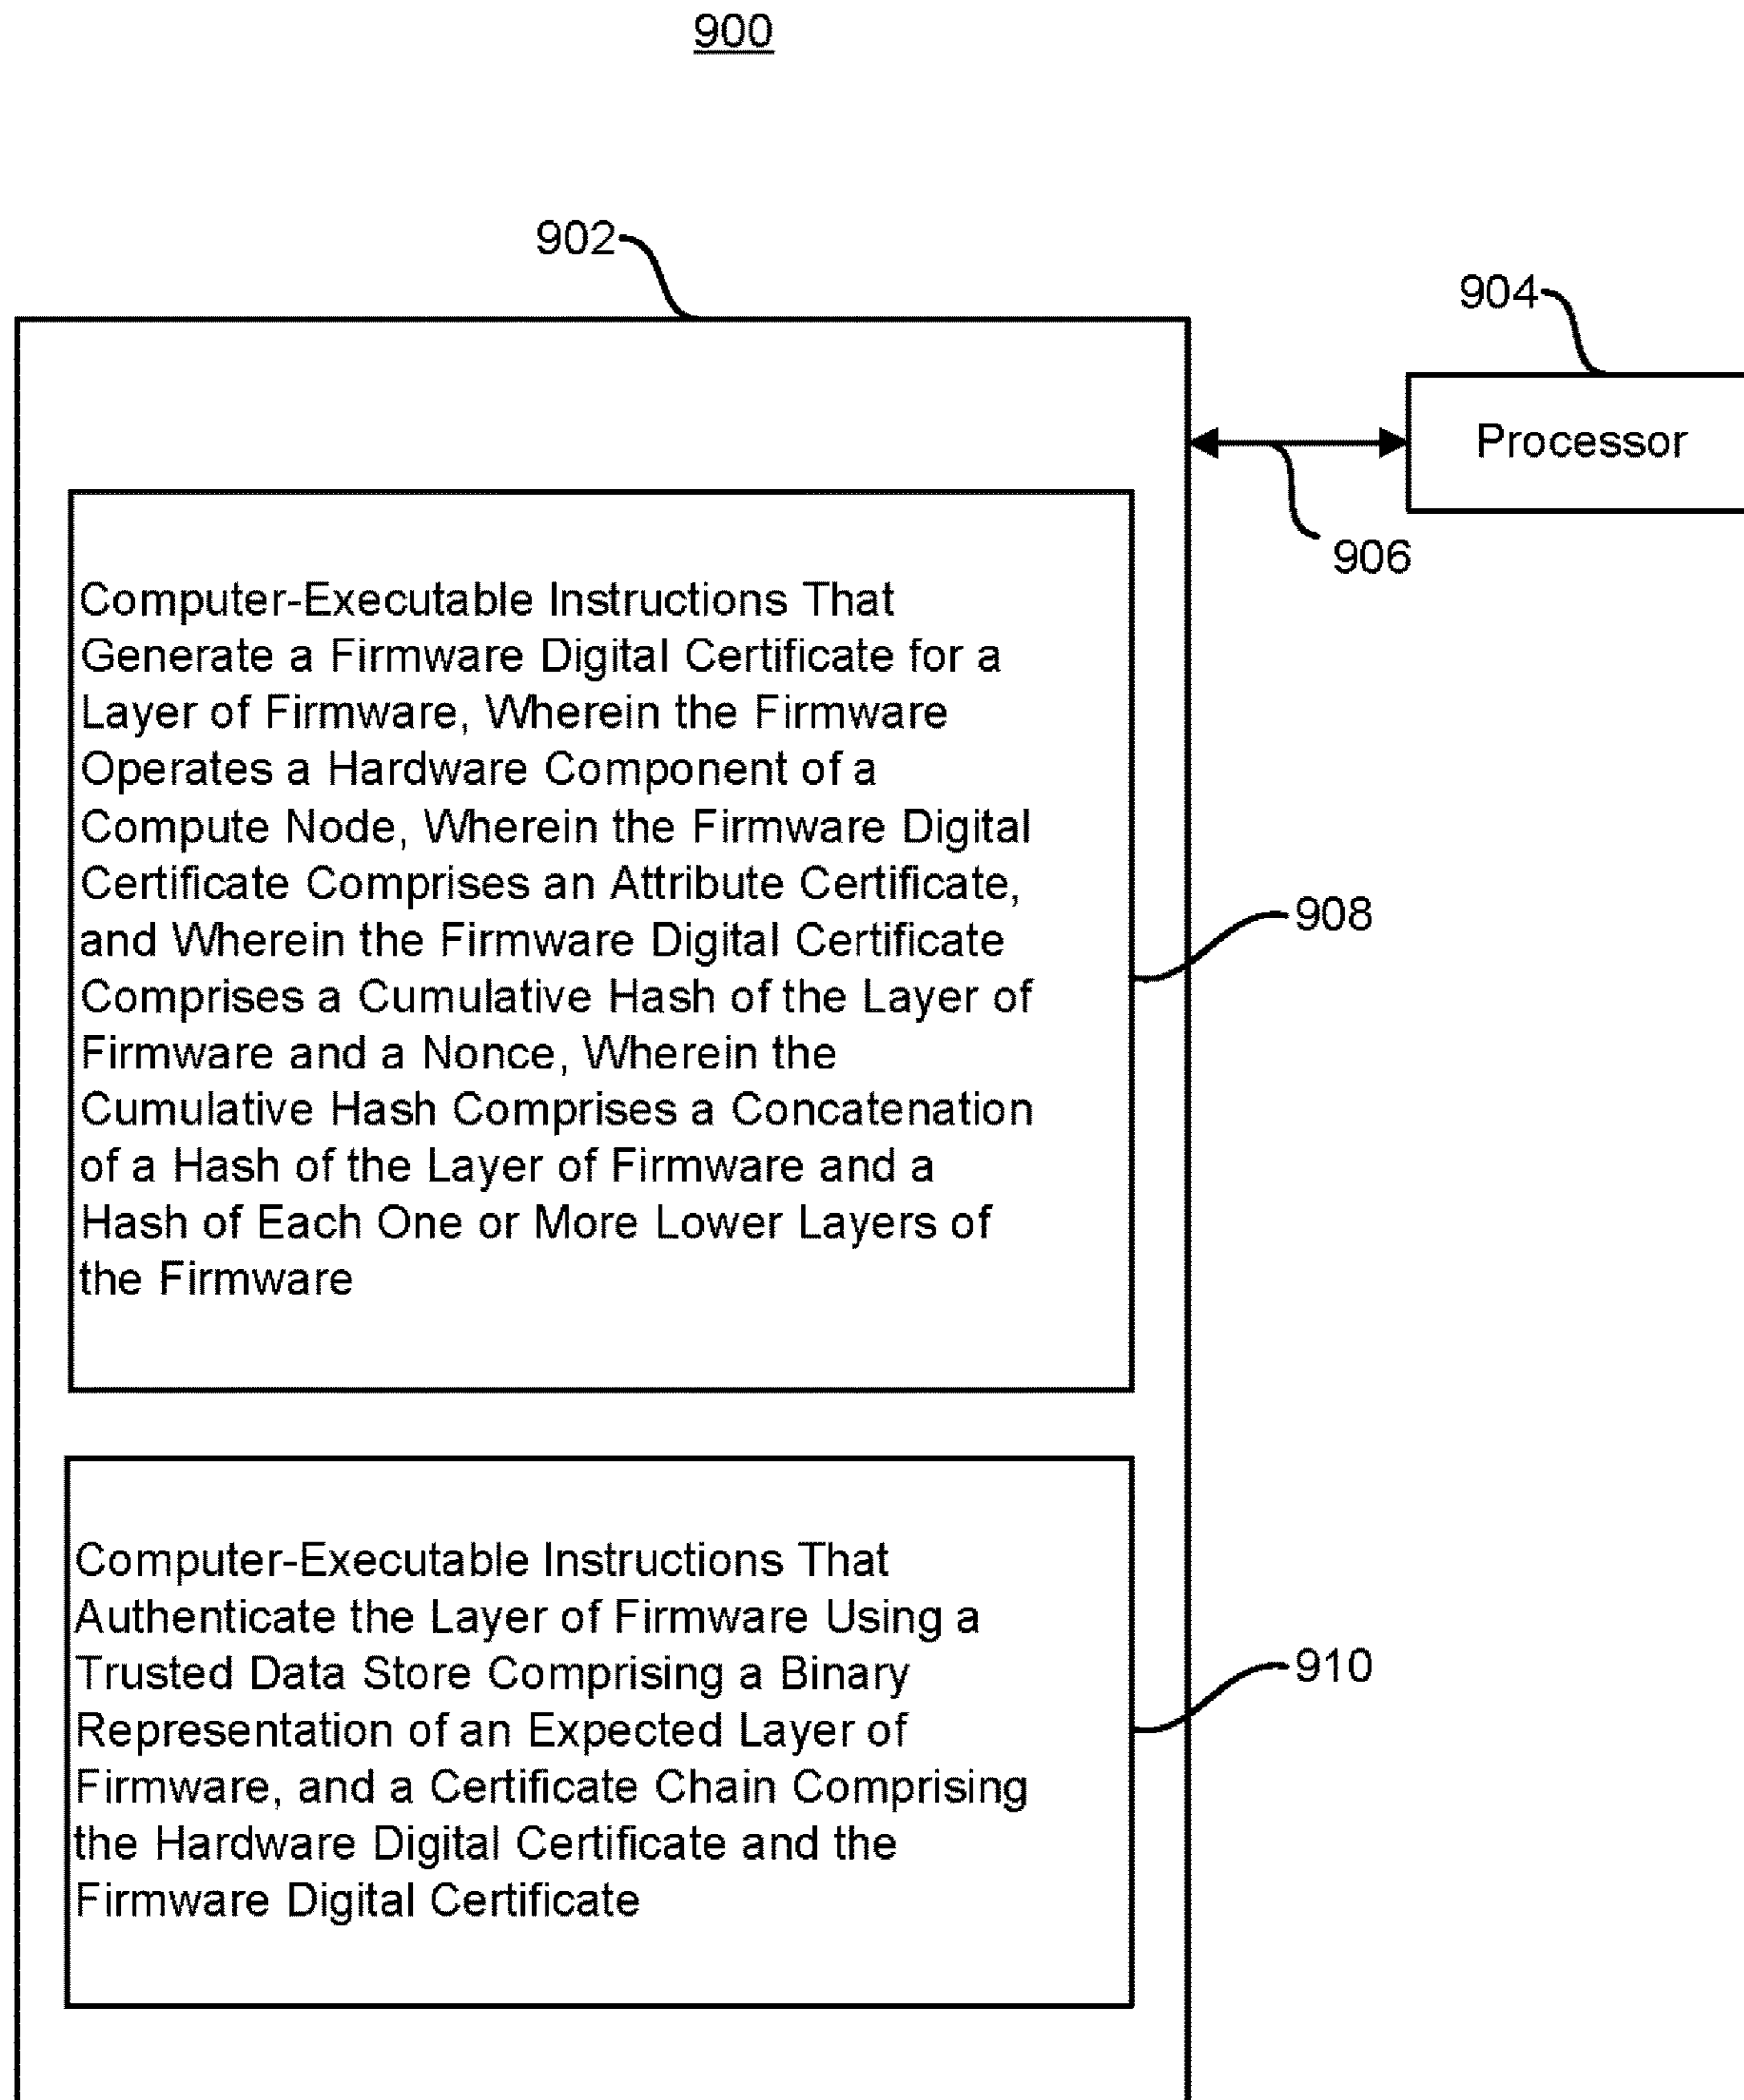 900
902
904
Processor
906
Computer-Executable Instructions That
Generate a Firmware Digital Certificate for a
Layer of Firmware, Wherein the Firmware
Operates a Hardware Component of a
Compute Node, Wherein the Firmware Digital
Certificate Comprises an Attribute Certificate,
and Wherein the Firmware Digital Certificate
Comprises a Cumulative Hash of the Layer of
Firmware and a Nonce, Wherein the
Cumulative Hash Comprises a Concatenation
of a Hash of the Layer of Firmware and a
Hash of Each One or More Lower Layers of
the Firmware
908
Computer-Executable Instructions That
Authenticate the Layer of Firmware Using a
Trusted Data Store Comprising a Binary
Representation of an Expected Layer of
Firmware, and a Certificate Chain Comprising
the Hardware Digital Certificate and the
Firmware Digital Certificate
910